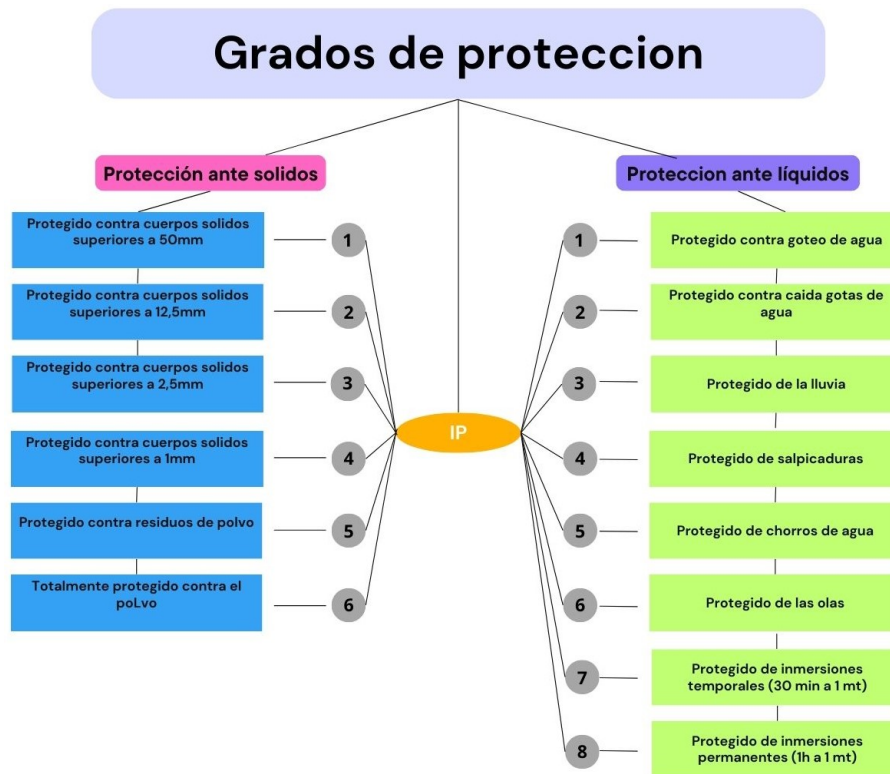 Grados de proteccion
Protección ante solidos
Proteccion ante líquidos
Protegido contra cuerpos solidos
superiores a 50mm
1
Protegido contra cuerpos solidos
superiores a 12,5mm
2
Protegido contra cuerpos solidos
superiores a 2,5mm
3
Protegido contra cuerpos solidos
superiores a 1mm
4
Protegido contra residuos de polvo
5
Totalmente protegido contra el
poLvo
6
IP
1
Protegido contra goteo de agua
2
Protegido contra caida gotas de
agua
3
Protegido de la lluvia
4
Protegido de salpicaduras
5
Protegido de chorros de agua
6
Protegido de las olas
7
Protegido de inmersiones
temporales (30 min a 1 mt)
8
Protegido de inmersiones
permanentes (1h a 1 mt)